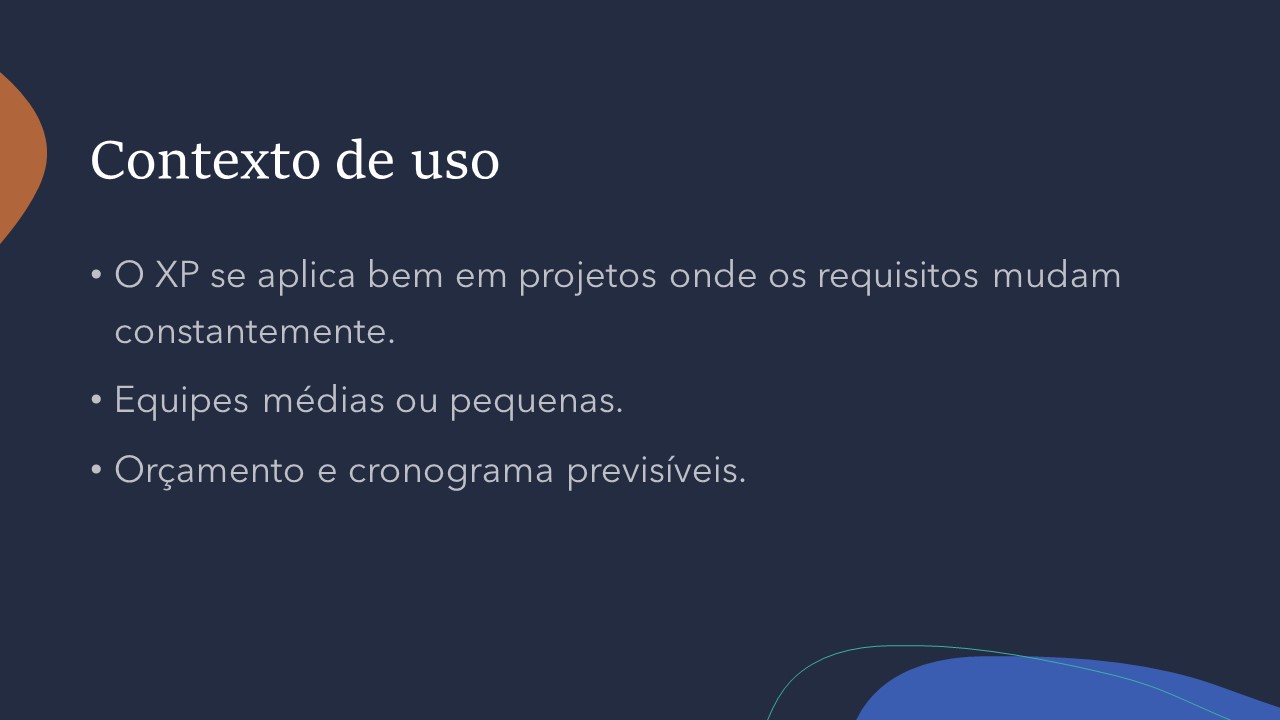 Contexto de uso
• O XP se aplica bem em projetos onde os requisitos mudam
constantemente.
• Equipes médias ou pequenas.
• Orçamento e cronograma previsíveis.